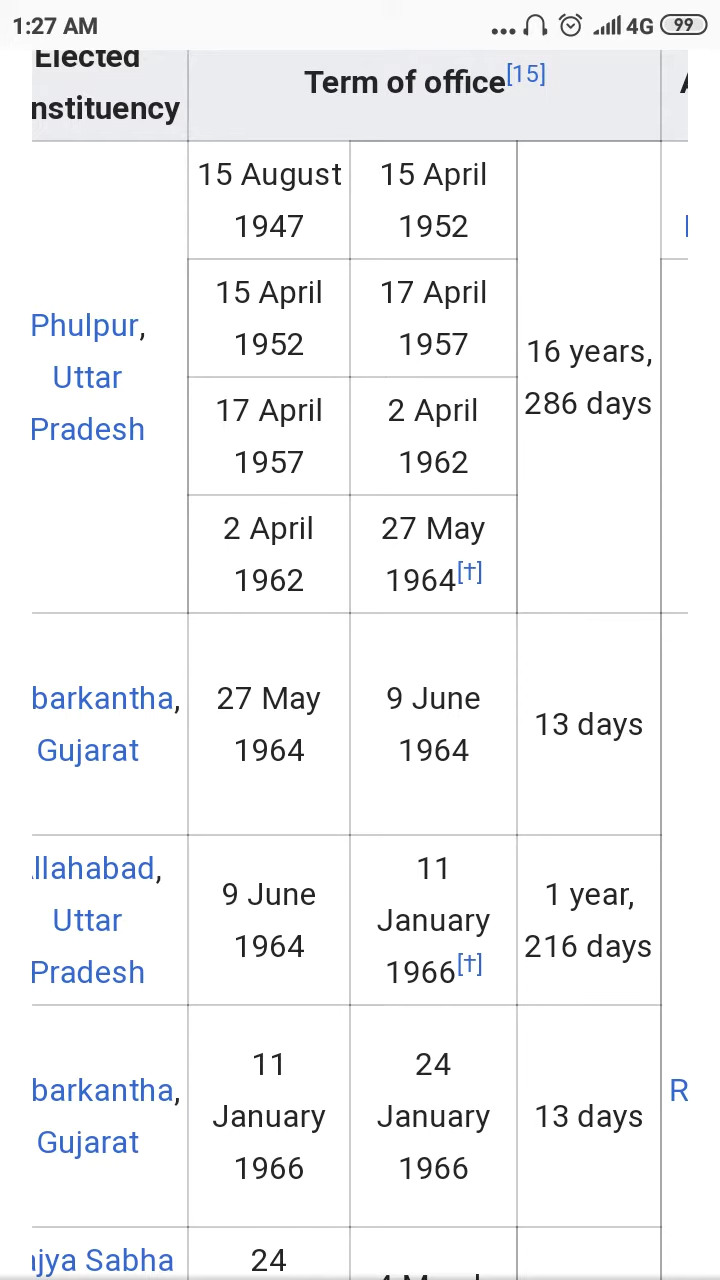 1:27 AM ... 4G 99
Elected
nstituency
Term of office[15]
15 August
1947
15 April
1952
Phulpur,
Uttar
Pradesh
15 April
1952
17 April
1957
16 years,
286 days
17 April
1957
2 April
1962
2 April
1962
27 May
1964[†]
barkantha,
Gujarat
27 May
1964
9 June
1964
13 days
llahabad,
Uttar
Pradesh
9 June
1964
11
January
1966[†]
1 year,
216 days
barkantha,
Gujarat
11
January
1966
24
January
1966
13 days
R
jya Sabha
24